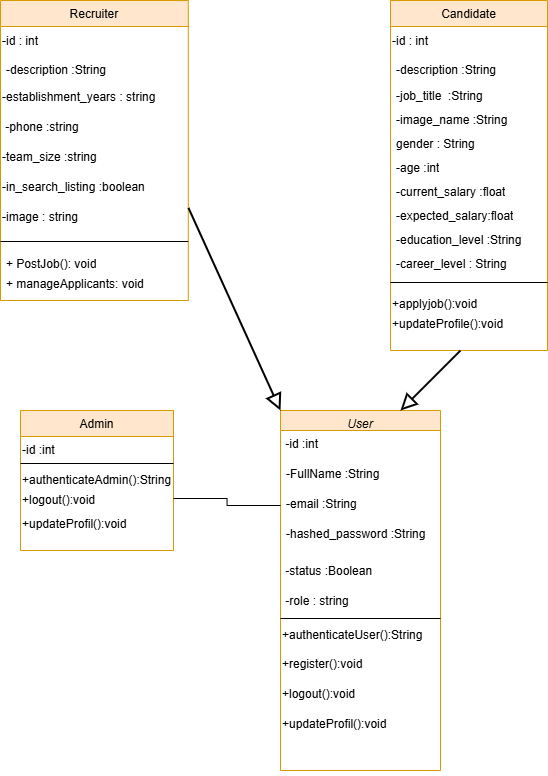 Recruiter
-id : int
-description :String
-establishment_years : string
-phone :string
-team_size :string
-in_search_listing :boolean
-image : string
+ PostJob(): void
+ manageApplicants: void
Candidate
-id : int
-description :String
-job_title :String
-image_name :String
gender : String
-age :int
-current_salary :float
-expected_salary:float
-education_level :String
-career_level : String
+applyjob():void
+updateProfile():void
Admin
-id :int
+authenticateAdmin():String
+logout():void
+updateProfil():void
User
-id :int
-FullName :String
-email :String
-hashed_password :String
-status :Boolean
-role : string
+authenticateUser():String
+register():void
+logout():void
+updateProfil():void